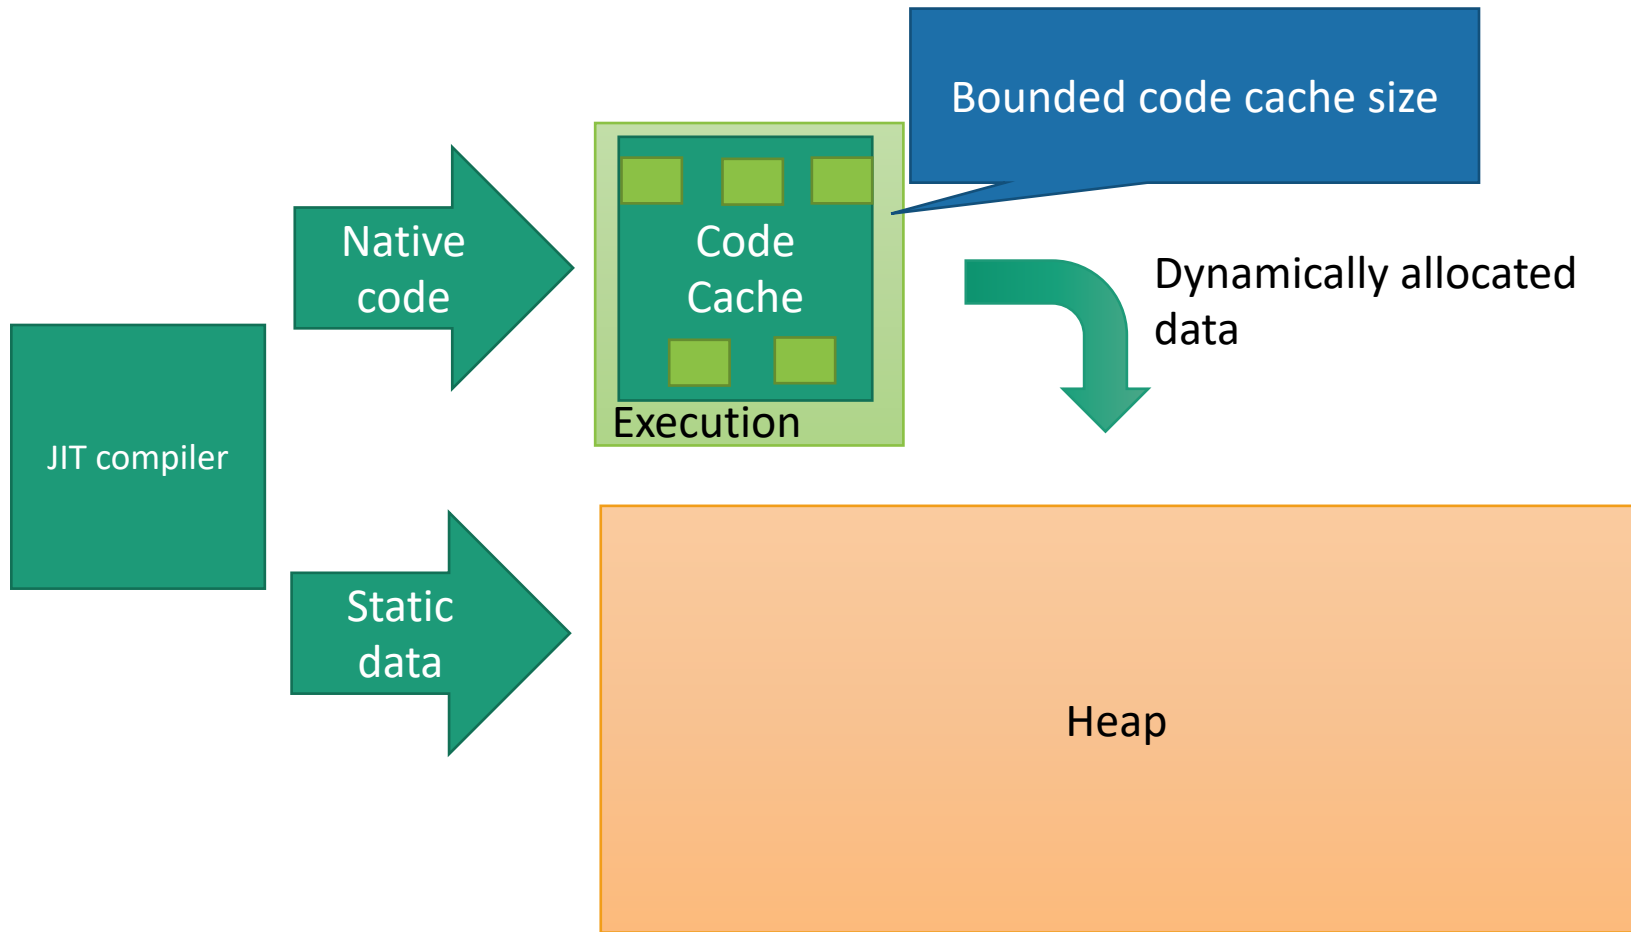 Bounded code cache size
Native
code
Code
Cache
Dynamically allocated
data
Execution
JIT compiler
Static
data
Heap